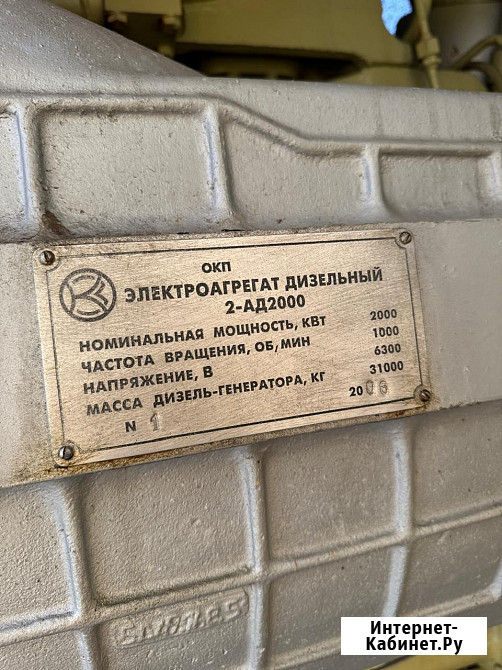 ОКП
ЭЛЕКТРОАГРЕГАТ ДИЗЕЛЬНЫЙ
2-АД2000
НОМИНАЛЬНАЯ МОЩНОСТЬ, КВТ 2000
ЧАСТОТА ВРАЩЕНИЯ, ОБ/МИН 1000
НАПРЯЖЕНИЕ, В 6300
МАССА ДИЗЕЛЬ-ГЕНЕРАТОРА, КГ 31000
N 1 2006
Интернет-
Кабинет.Ру